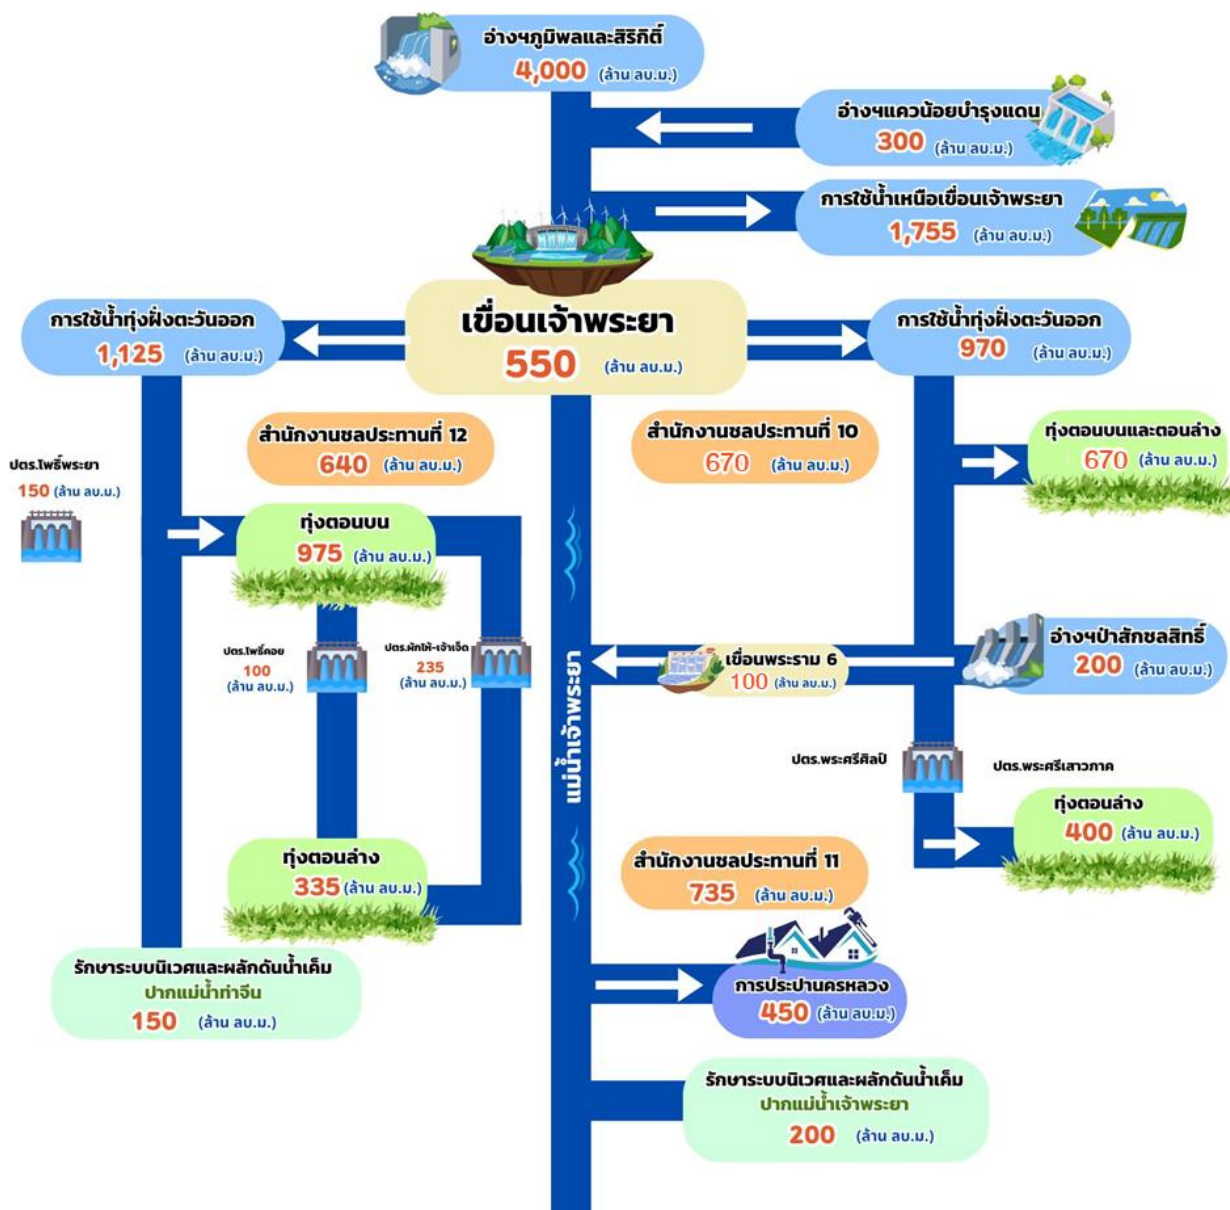 อ่างฯภูมิพลและสิริกิติ์
4,000 (ล้าน ลบ.ม.)
อ่างฯแควน้อยบำรุงแดน
300 (ล้าน ลบ.ม.)
การใช้น้ำเหนือเขื่อนเจ้าพระยา
1,755 (ล้าน ลบ.ม.)
การใช้น้ำทุ่งฝั่งตะวันออก
1,125 (ล้าน ลบ.ม.)
เขื่อนเจ้าพระยา
550 (ล้าน ลบ.ม.)
การใช้น้ำทุ่งฝั่งตะวันออก
970 (ล้าน ลบ.ม.)
สำนักงานชลประทานที่ 12
640 (ล้าน ลบ.ม.)
สำนักงานชลประทานที่ 10
670 (ล้าน ลบ.ม.)
ทุ่งตอนบนและตอนล่าง
670 (ล้าน ลบ.ม.)
ปตร.โพธิ์พระยา
150 (ล้าน ลบ.ม.)
ทุ่งตอนบน
975 (ล้าน ลบ.ม.)
ปตร.โพธิ์คอย
100
(ล้าน ลบ.ม.)
ปตร.ผักไห่-เจ้าเจ็ด
235
(ล้าน ลบ.ม.)
แม่น้ำเจ้าพระยา
เขื่อนพระราม 6
100 (ล้าน ลบ.ม.)
อ่างฯป่าสักชลสิทธิ์
200 (ล้าน ลบ.ม.)
ปตร.พระศรีศิลป์
ปตร.พระศรีเสาวภาค
ทุ่งตอนล่าง
400 (ล้าน ลบ.ม.)
ทุ่งตอนล่าง
335 (ล้าน ลบ.ม.)
สำนักงานชลประทานที่ 11
735 (ล้าน ลบ.ม.)
รักษาระบบนิเวศและผลักดันน้ำเค็ม
ปากแม่น้ำท่าจีน
150 (ล้าน ลบ.ม.)
การประปานครหลวง
450 (ล้าน ลบ.ม.)
รักษาระบบนิเวศและผลักดันน้ำเค็ม
ปากแม่น้ำเจ้าพระยา
200 (ล้าน ลบ.ม.)